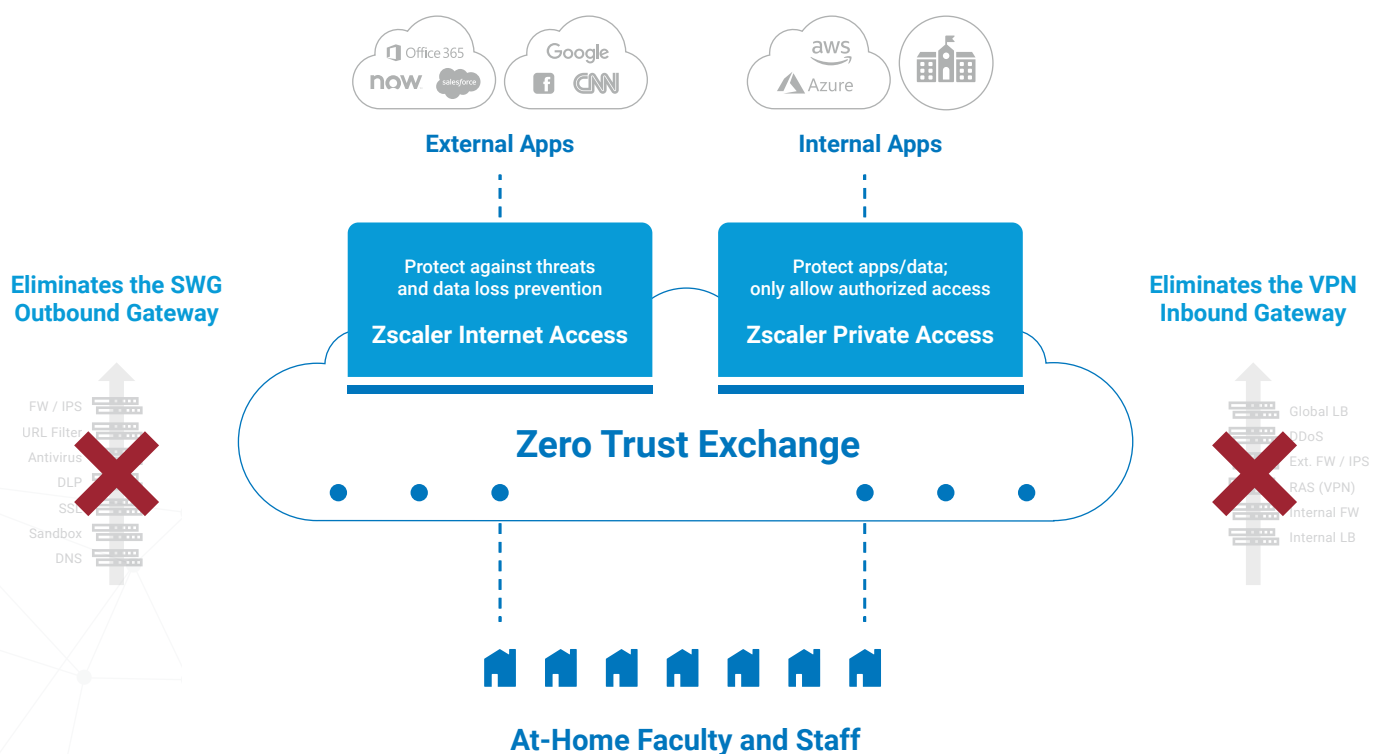 Office 365
now
salesforce
Google
f
CNN
aws
Azure
External Apps
Internal Apps
Protect against threats
and data loss prevention
Zscaler Internet Access
Protect apps/data;
only allow authorized access
Zscaler Private Access
Eliminates the SWG
Outbound Gateway
FW / IPS
URL Filter
Antivirus
DLP
SSL
Sandbox
DNS
Eliminates the VPN
Inbound Gateway
Global LB
DDoS
Ext. FW / IPS
RAS (VPN)
Internal FW
Internal LB
Zero Trust Exchange
At-Home Faculty and Staff